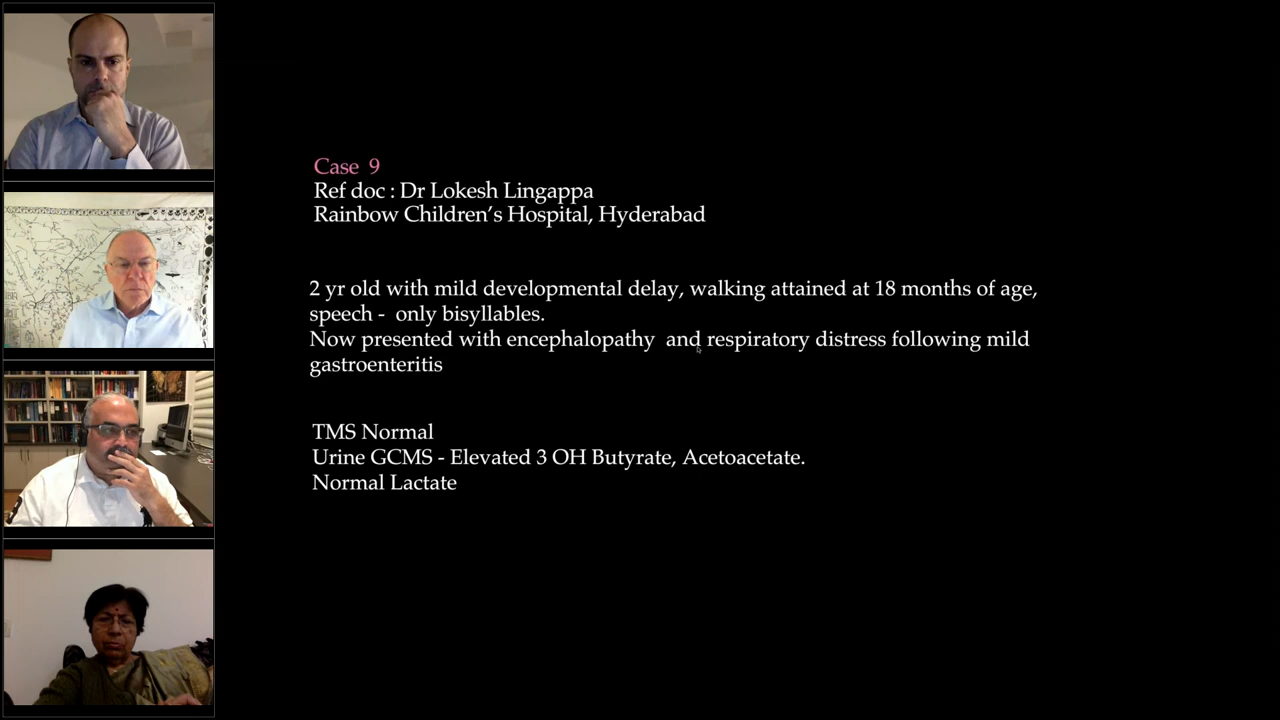 Case 9
Ref doc : Dr Lokesh Lingappa
Rainbow Children’s Hospital, Hyderabad
2 yr old with mild developmental delay, walking attained at 18 months of age,
speech - only bisyllables.
Now presented with encephalopathy and respiratory distress following mild
gastroenteritis
TMS Normal
Urine GCMS - Elevated 3 OH Butyrate, Acetoacetate.
Normal Lactate